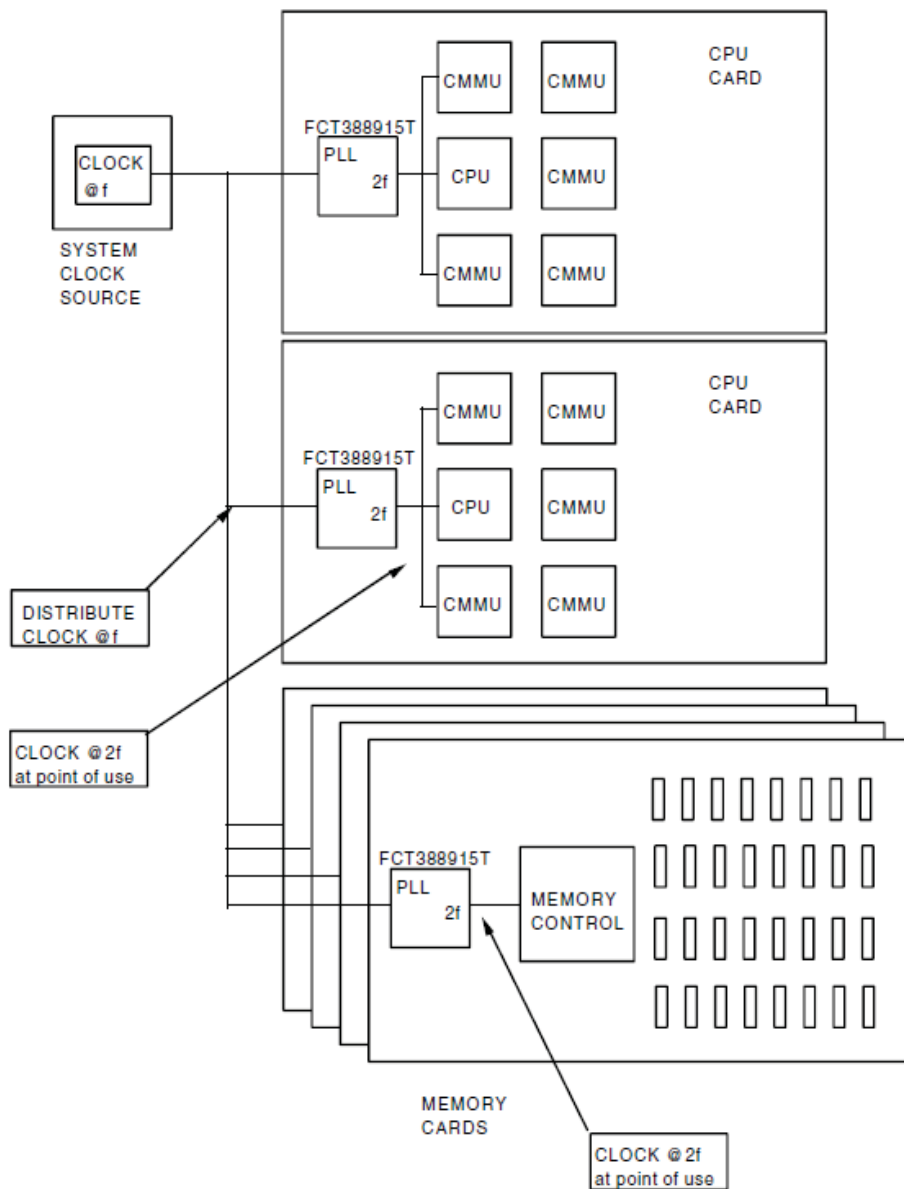 CPU
CARD
CMMU
CMMU
FCT388915T
PLL
2f
CPU
CMMU
CMMU
CMMU
CLOCK
@f
SYSTEM
CLOCK
SOURCE
CPU
CARD
CMMU
CMMU
FCT388915T
PLL
2f
CPU
CMMU
CMMU
CMMU
DISTRIBUTE
CLOCK @f
CLOCK @2f
at point of use
FCT388915T
PLL
2f
MEMORY
CONTROL
MEMORY
CARDS
CLOCK @2f
at point of use